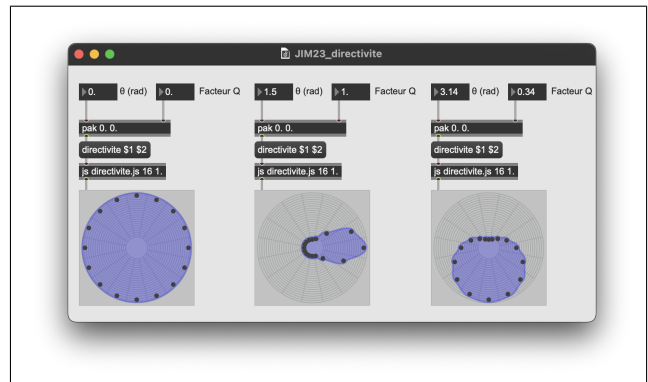 JIM23_directivite
0. θ (rad) 0. Facteur Q 1.5 θ (rad) 1. Facteur Q 3.14 θ (rad) 0.34 Facteur Q
pak 0. 0. pak 0. 0. pak 0. 0.
directivite $1 $2 directivite $1 $2 directivite $1 $2
js directivite.js 16 1. js directivite.js 16 1. js directivite.js 16 1.